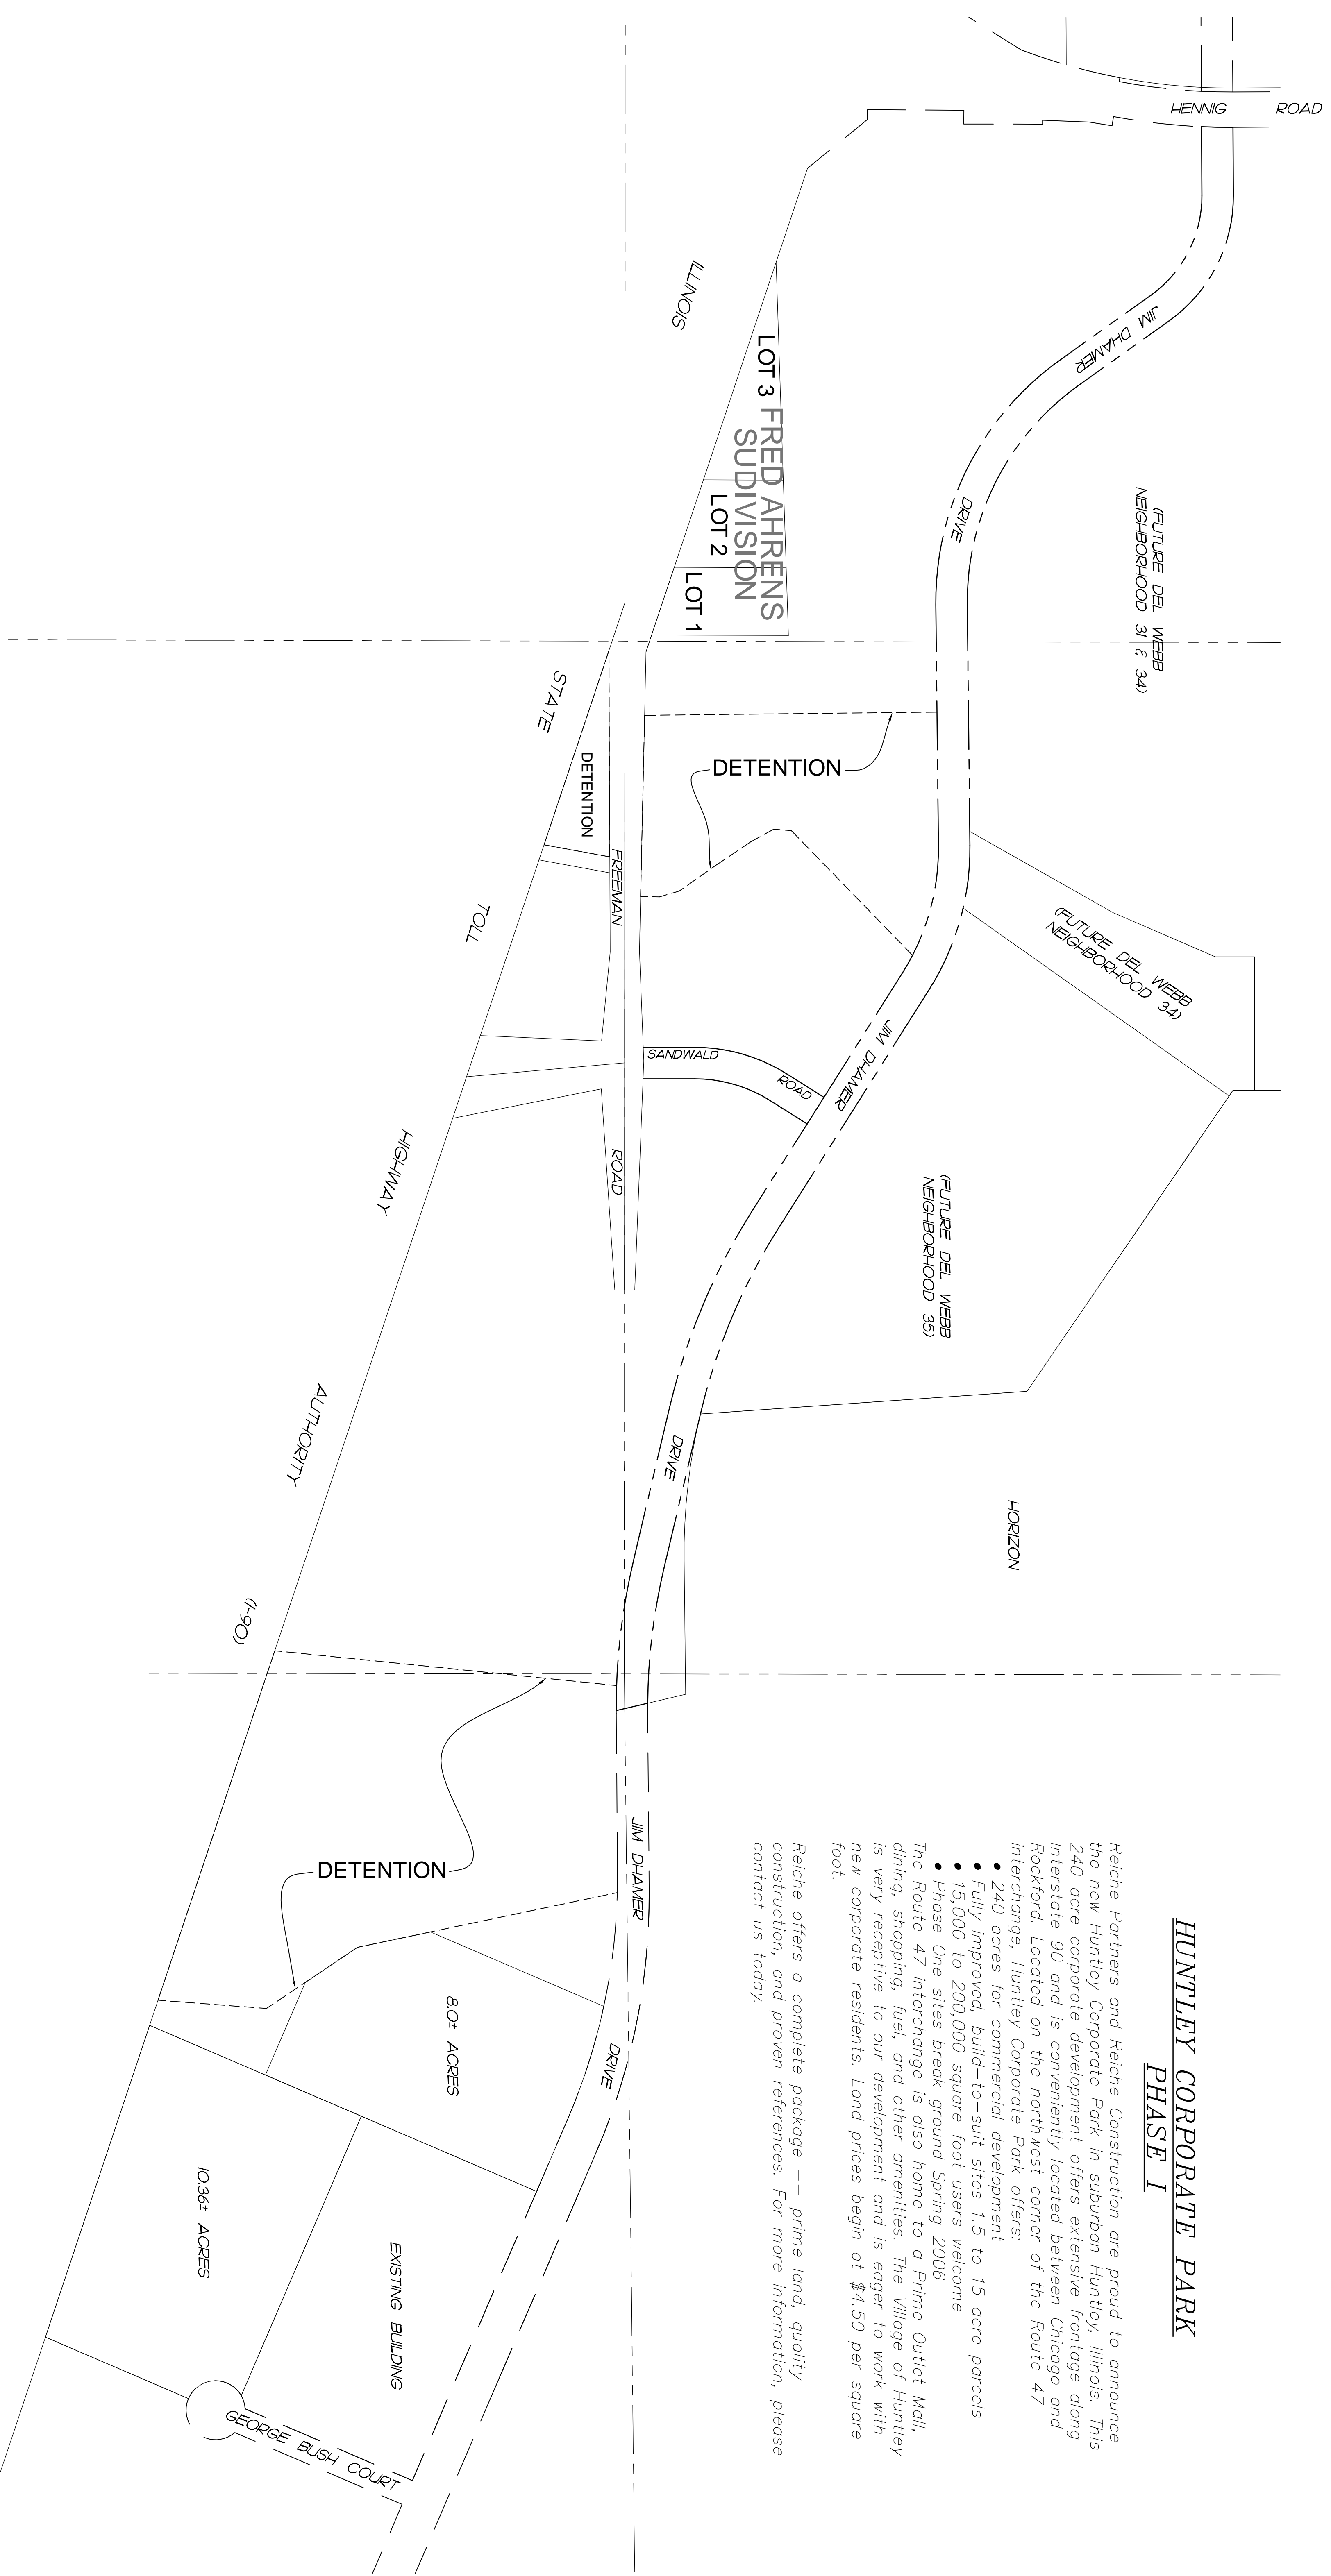 HUNTLEY CORPORATE PARK
PHASE I
Reiche Partners and Reiche Construction are proud to announce
the new Huntley Corporate Park in suburban Huntley, Illinois. This
240 acre corporate development offers extensive frontage along
Interstate 90 and is conveniently located between Chicago and
Rockford. Located on the northwest corner of the Route 47
interchange, Huntley Corporate Park offers:
• 240 acres for commercial development
• Fully improved, build-to-suit sites 1.5 to 15 acre parcels
• 15,000 to 200,000 square foot users welcome
• Phase One sites break ground Spring 2006
The Route 47 interchange is also home to a Prime Outlet Mall,
dining, shopping, fuel, and other amenities. The Village of Huntley
is very receptive to our development and is eager to work with
new corporate residents. Land prices begin at $4.50 per square
foot.
Reiche offers a complete package -- prime land, quality
construction, and proven references. For more information, please
contact us today.
HENNIG ROAD
JIM DHAMER
DRIVE
(FUTURE DEL WEBB
NEIGHBORHOOD 31 & 34)
(FUTURE DEL WEBB
NEIGHBORHOOD 34)
(FUTURE DEL WEBB
NEIGHBORHOOD 35)
HORIZON
ILLINOIS
LOT 3
FRED AHRENS
SUDIVISION
LOT 2
LOT 1
STATE
DETENTION
DETENTION
FREEMAN
ROAD
TOLL
SANDWALD
ROAD
JIM DHAMER
DRIVE
HIGHWAY
AUTHORITY
(I-90)
DETENTION
JIM DHAMER
DRIVE
8.0± ACRES
10.36± ACRES
EXISTING BUILDING
GEORGE BUSH COURT